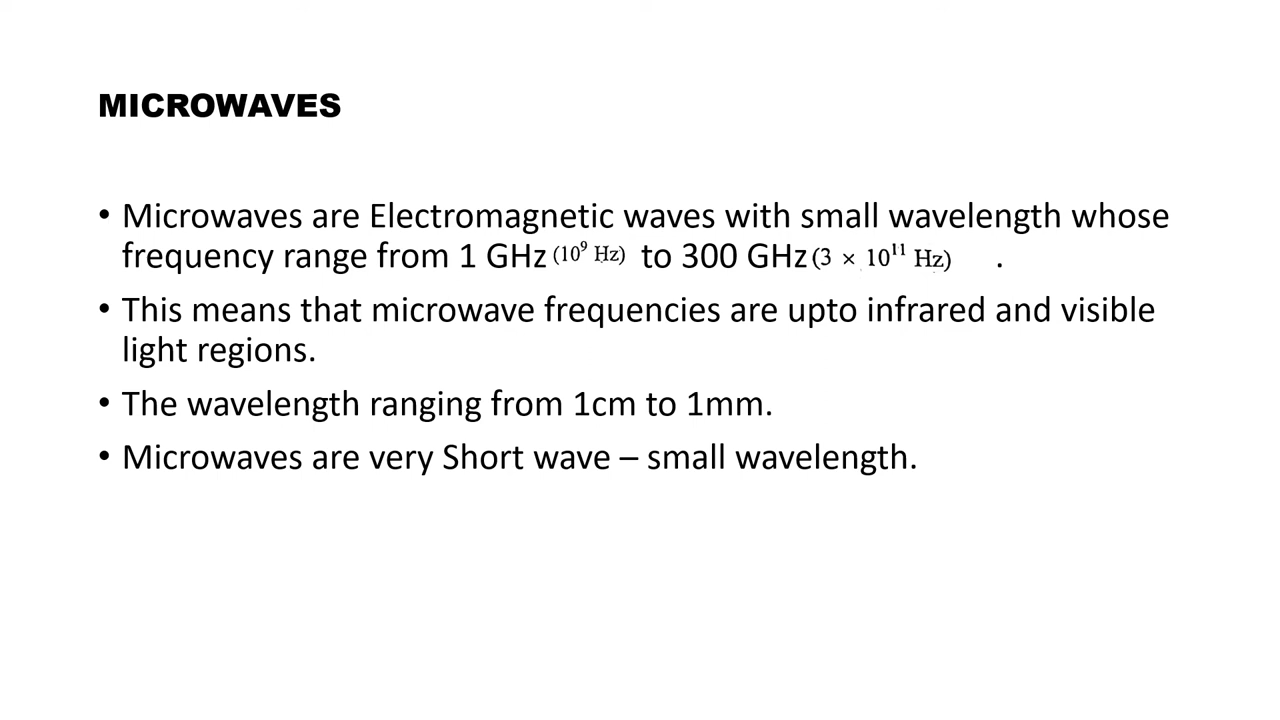 MICROWAVES
• Microwaves are Electromagnetic waves with small wavelength whose
frequency range from 1 GHz (10⁹ Hz) to 300 GHz (3 × 10¹¹ Hz) .
• This means that microwave frequencies are upto infrared and visible
light regions.
• The wavelength ranging from 1cm to 1mm.
• Microwaves are very Short wave – small wavelength.